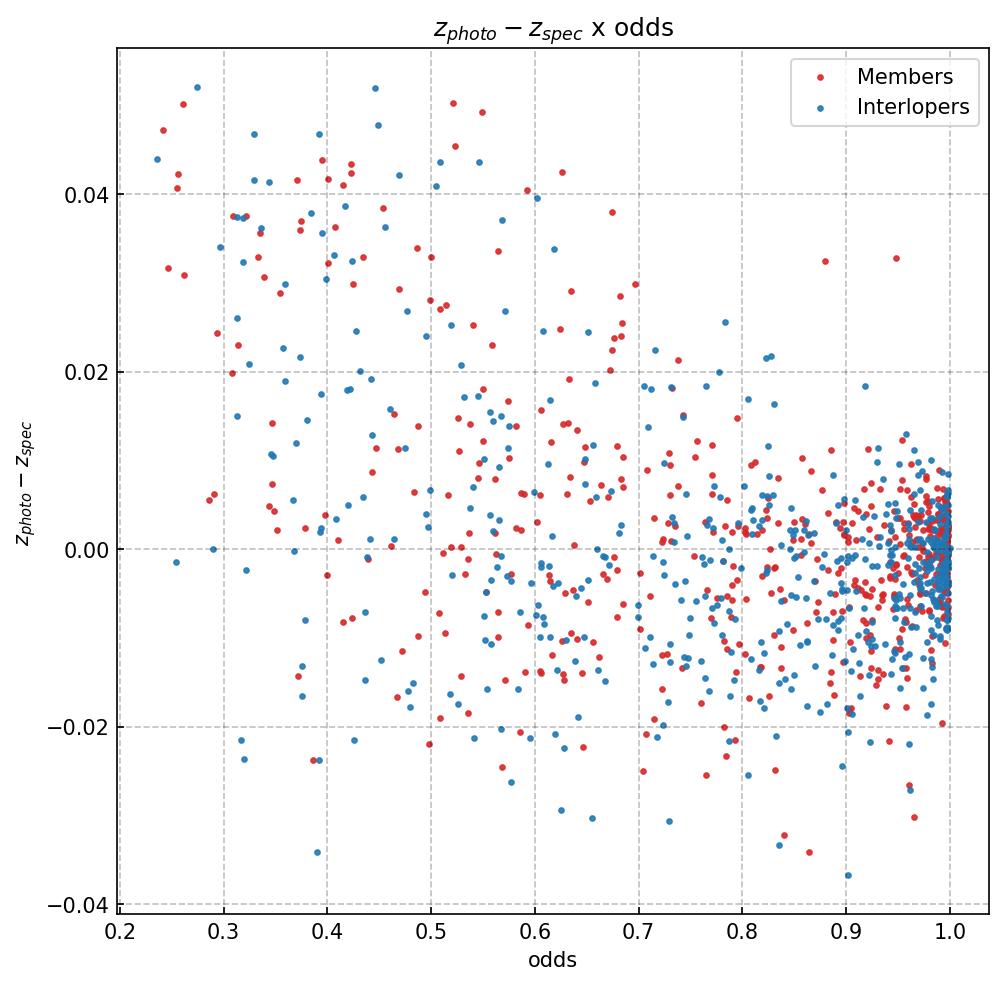 z_photo − z_spec x odds
Members
Interlopers
z_photo − z_spec
0.04
0.02
0.00
−0.02
−0.04
0.2 0.3 0.4 0.5 0.6 0.7 0.8 0.9 1.0
odds